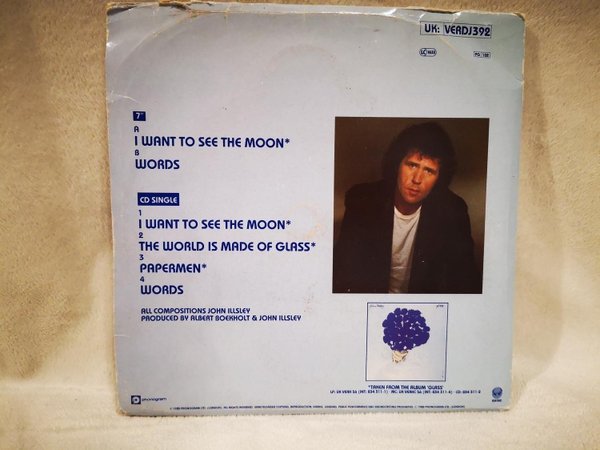 UK: VERDJ392
7"
A
I WANT TO SEE THE MOON*
B
WORDS
CD SINGLE
1
I WANT TO SEE THE MOON*
2
THE WORLD IS MADE OF GLASS*
3
PAPERMEN*
4
WORDS
ALL COMPOSITIONS JOHN ILLSLEY
PRODUCED BY ALBERT BOEKHOLT & JOHN ILLSLEY
*TAKEN FROM THE ALBUM 'GLASS'
phonogram